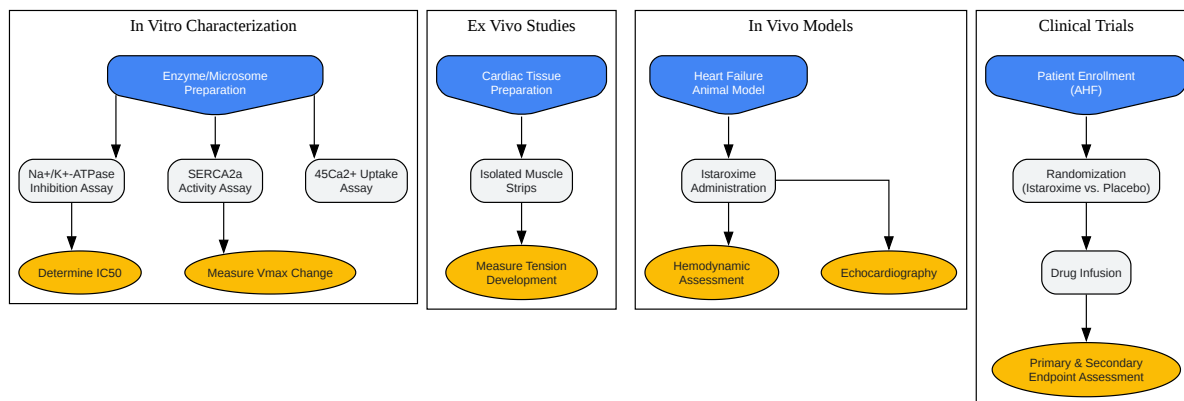 In Vitro Characterization
Enzyme/Microsome
Preparation
Na+/K+-ATPase
Inhibition Assay
SERCA2a
Activity Assay
45Ca2+ Uptake
Assay
Determine IC50
Measure Vmax Change
Ex Vivo Studies
Cardiac Tissue
Preparation
Isolated Muscle
Strips
Measure Tension
Development
In Vivo Models
Heart Failure
Animal Model
Istaroxime
Administration
Hemodynamic
Assessment
Echocardiography
Clinical Trials
Patient Enrollment
(AHF)
Randomization
(Istaroxime vs. Placebo)
Drug Infusion
Primary & Secondary
Endpoint Assessment